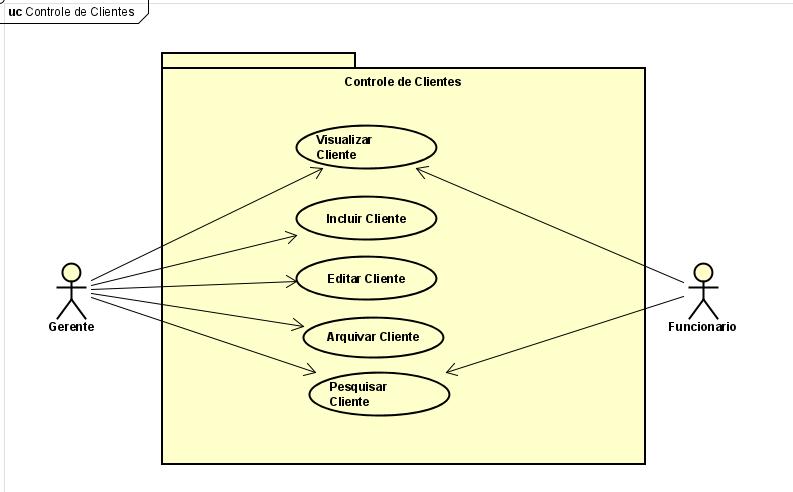 uc Controle de Clientes
Controle de Clientes
Visualizar
Cliente
Incluir Cliente
Editar Cliente
Gerente
Funcionario
Arquivar Cliente
Pesquisar
Cliente